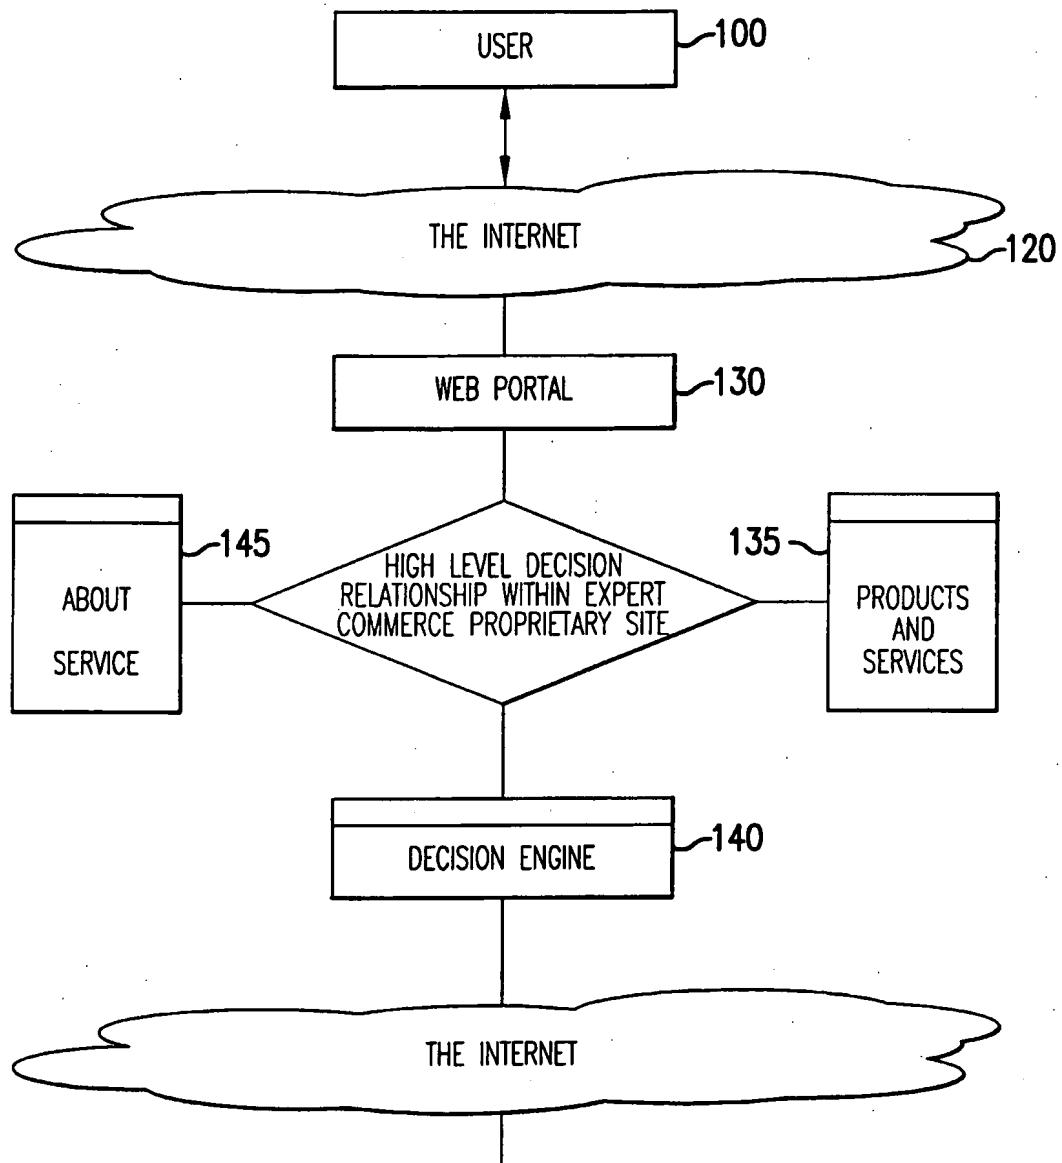 USER
100
THE INTERNET
120
WEB PORTAL
130
145
ABOUT
SERVICE
HIGH LEVEL DECISION
RELATIONSHIP WITHIN EXPERT
COMMERCE PROPRIETARY SITE
135
PRODUCTS
AND
SERVICES
DECISION ENGINE
140
THE INTERNET